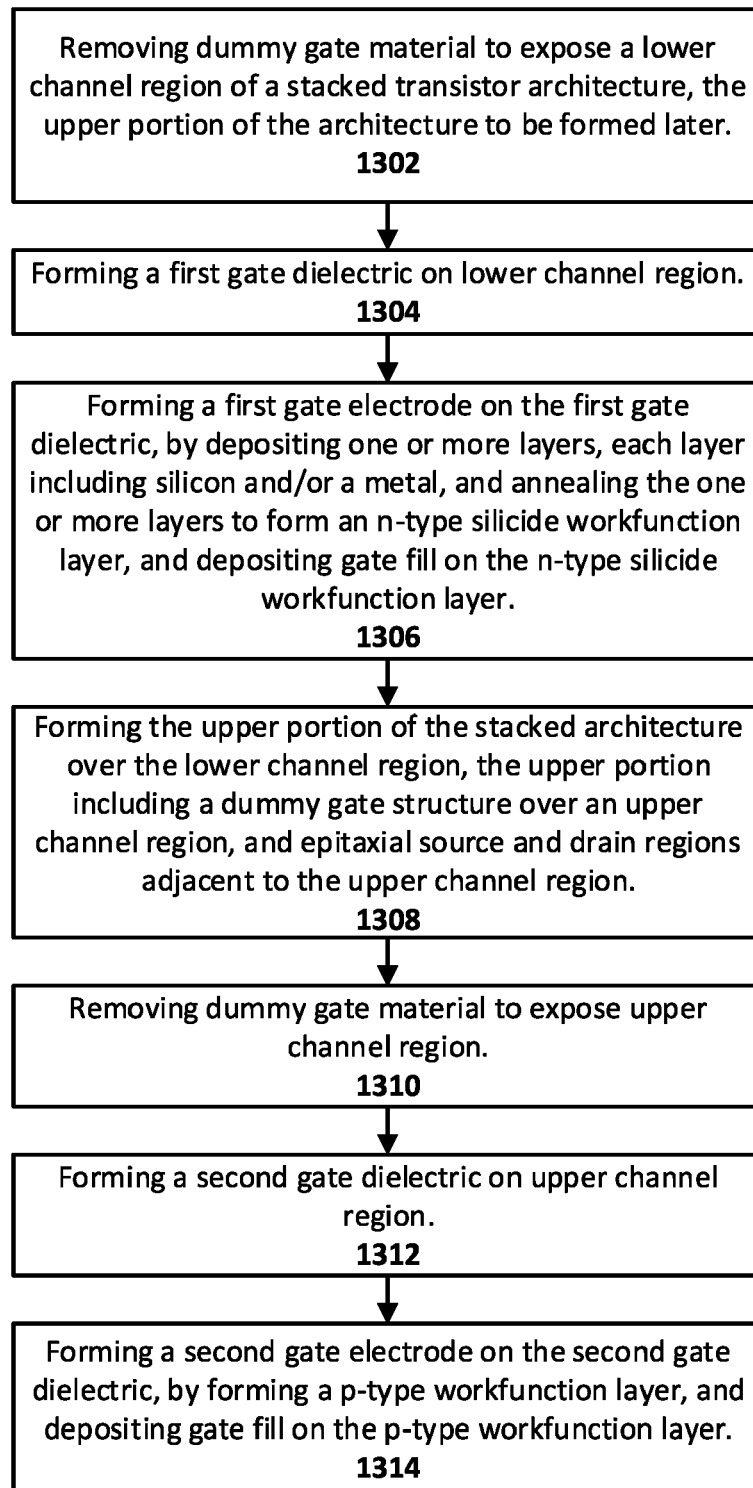 Removing dummy gate material to expose a lower
channel region of a stacked transistor architecture, the
upper portion of the architecture to be formed later.
1302
Forming a first gate dielectric on lower channel region.
1304
Forming a first gate electrode on the first gate
dielectric, by depositing one or more layers, each layer
including silicon and/or a metal, and annealing the one
or more layers to form an n-type silicide workfunction
layer, and depositing gate fill on the n-type silicide
workfunction layer.
1306
Forming the upper portion of the stacked architecture
over the lower channel region, the upper portion
including a dummy gate structure over an upper
channel region, and epitaxial source and drain regions
adjacent to the upper channel region.
1308
Removing dummy gate material to expose upper
channel region.
1310
Forming a second gate dielectric on upper channel
region.
1312
Forming a second gate electrode on the second gate
dielectric, by forming a p-type workfunction layer, and
depositing gate fill on the p-type workfunction layer.
1314